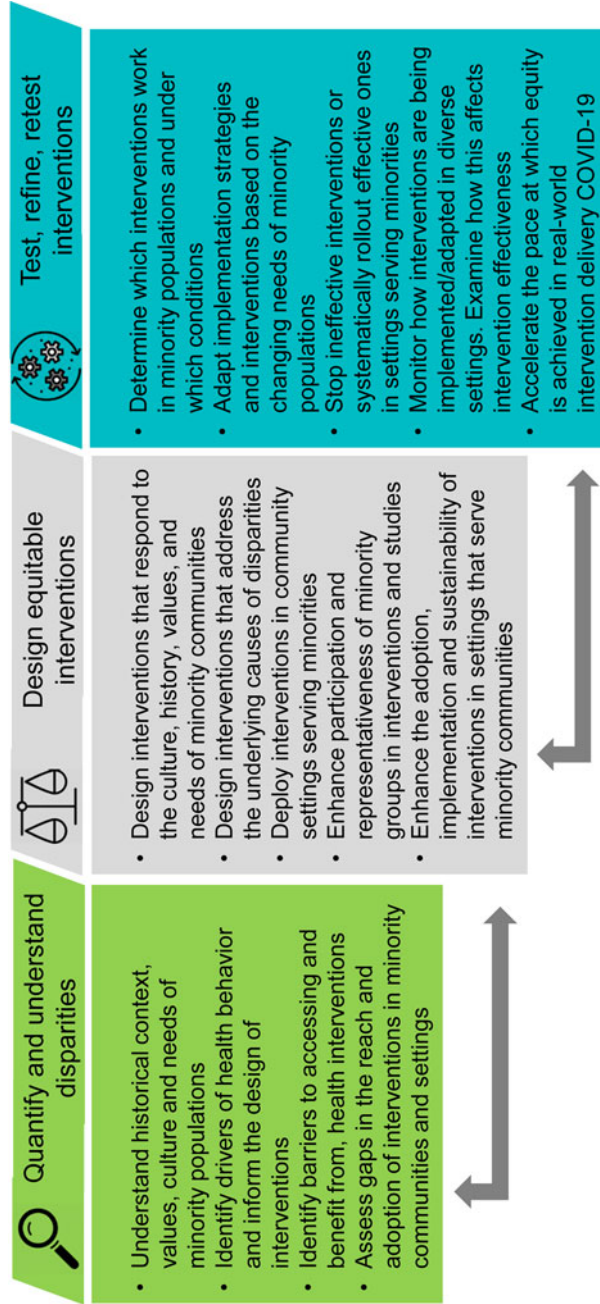 Quantify and understand
disparities
• Understand historical context,
values, culture and needs of
minority populations
• Identify drivers of health behavior
and inform the design of
interventions
• Identify barriers to accessing and
benefit from, health interventions
• Assess gaps in the reach and
adoption of interventions in minority
communities and settings
Design equitable
interventions
• Design interventions that respond to
the culture, history, values, and
needs of minority communities
• Design interventions that address
the underlying causes of disparities
• Deploy interventions in community
settings serving minorities
• Enhance participation and
representativeness of minority
groups in interventions and studies
• Enhance the adoption,
implementation and sustainability of
interventions in settings that serve
minority communities
Test, refine, retest
interventions
• Determine which interventions work
in minority populations and under
which conditions
• Adapt implementation strategies
and interventions based on the
changing needs of minority
populations
• Stop ineffective interventions or
systematically rollout effective ones
in settings serving minorities
• Monitor how interventions are being
implemented/adapted in diverse
settings. Examine how this affects
intervention effectiveness
• Accelerate the pace at which equity
is achieved in real-world
intervention delivery COVID-19